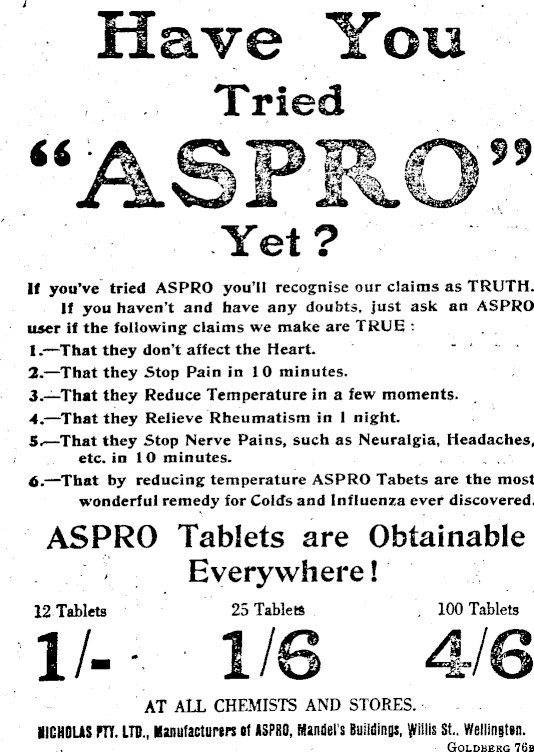 Have You
Tried
“ASPRO”
Yet?
If you've tried ASPRO you'll recognise our claims as TRUTH.
If you haven't and have any doubts, just ask an ASPRO
user if the following claims we make are TRUE :
1.—That they don't affect the Heart.
2.—That they Stop Pain in 10 minutes.
3.—That they Reduce Temperature in a few moments.
4.—That they Relieve Rheumatism in 1 night.
5.—That they Stop Nerve Pains, such as Neuralgia, Headaches,
etc. in 10 minutes.
6.—That by reducing temperature ASPRO Tabets are the most
wonderful remedy for Colds and Influenza ever discovered.
ASPRO Tablets are Obtainable
Everywhere!
12 Tablets 25 Tablets 100 Tablets
1/- 1/6 4/6
AT ALL CHEMISTS AND STORES.
NICHOLAS PTY. LTD., Manufacturers of ASPRO, Mandel's Buildings, Willis St., Wellington.
GOLDBERG 76B